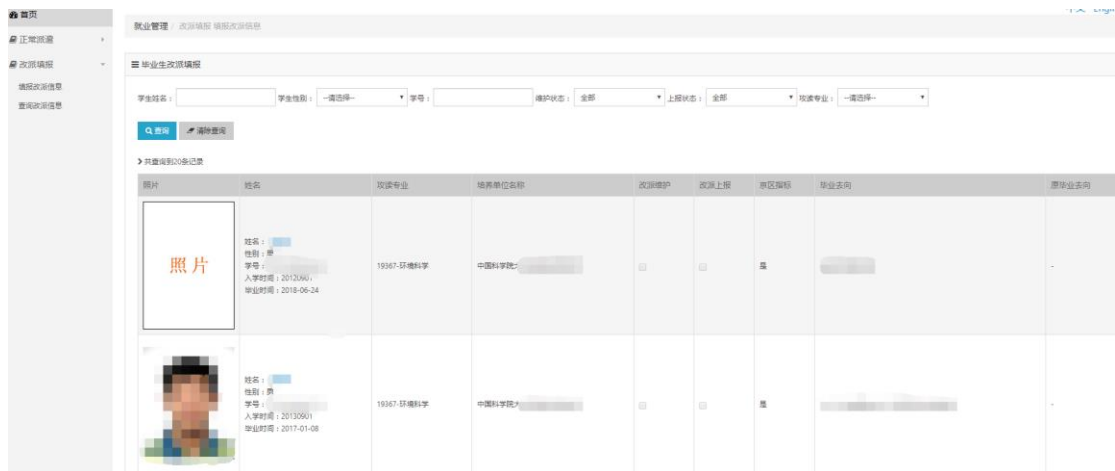 首页
正常派遣
改派填报
填报改派信息
查询改派信息
就业管理 / 改派填报 填报改派信息
毕业生改派填报
学生姓名： 学生性别： --请选择-- 学号： 维护状态： 全部 上报状态： 全部 攻读专业： --请选择--
查询 清除查询
共查询到20条记录
照片 姓名 攻读专业 培养单位名称 改派维护 改派上报 京区指标 毕业去向 原毕业去向
照片
姓名：
性别：
学号：
入学时间：2012090
毕业时间：2018-06-24
19367-环境科学 中国科学院 是 -
姓名：
性别：男
学号：
入学时间：20130901
毕业时间：2017-01-08
19367-环境科学 中国科学院大 是 -